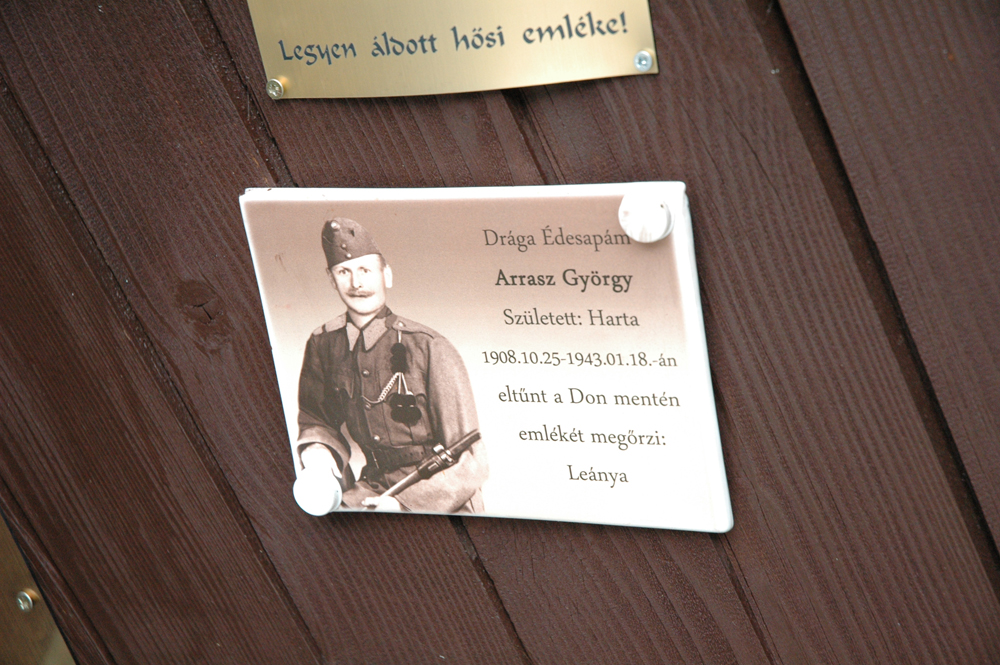 Legyen áldott hősi emléke!
Drága Édesapám
Arrasz György
Született: Harta
1908.10.25-1943.01.18.-án
eltűnt a Don mentén
emlékét megőrzi:
Leánya